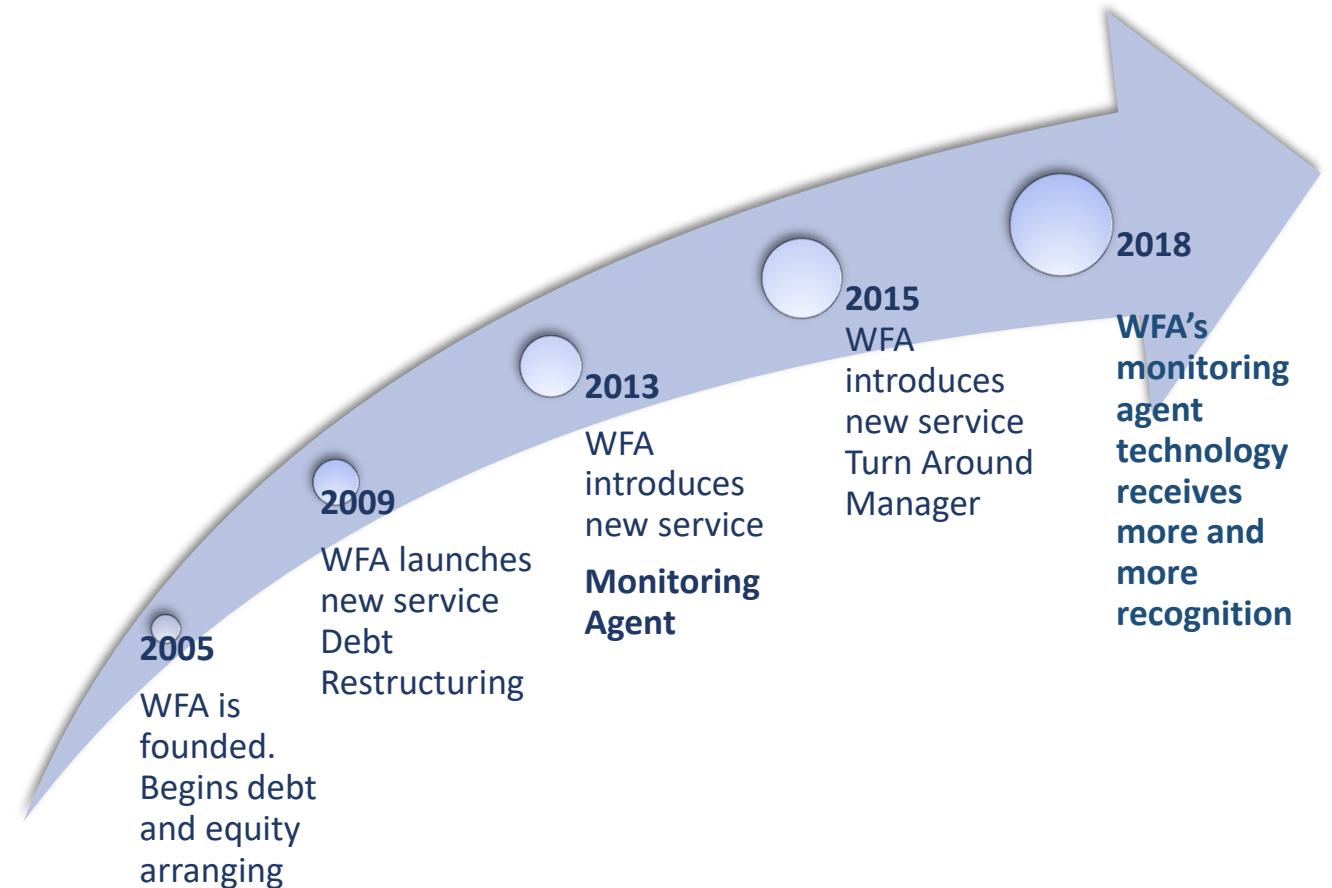 2005
WFA is
founded.
Begins debt
and equity
arranging
2009
WFA launches
new service
Debt
Restructuring
2013
WFA
introduces
new service
Monitoring
Agent
2015
WFA
introduces
new service
Turn Around
Manager
2018
WFA’s
monitoring
agent
technology
receives
more and
more
recognition